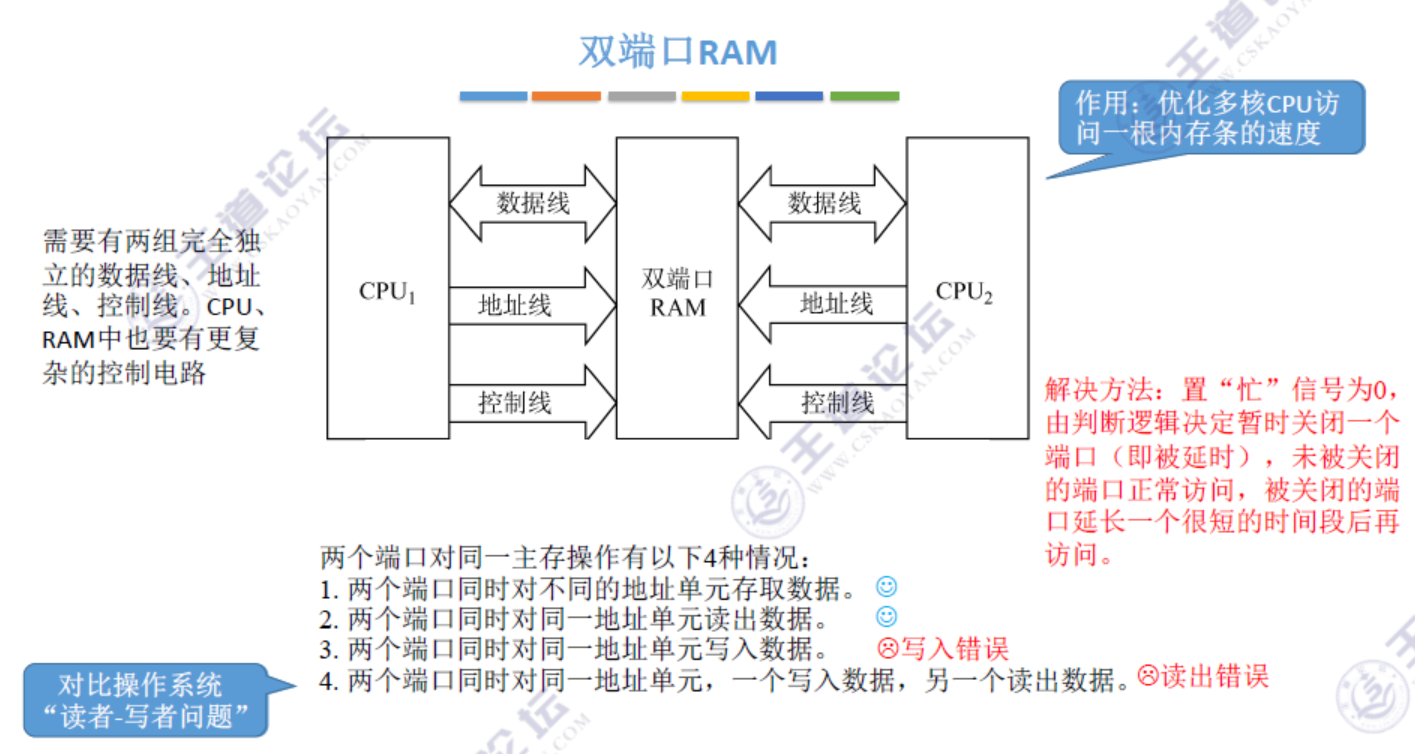 双端口RAM
作用：优化多核CPU访
问一根内存条的速度
需要有两组完全独
立的数据线、地址
线、控制线。CPU、
RAM中也要有更复
杂的控制电路
CPU1
数据线
地址线
控制线
双端口
RAM
数据线
地址线
控制线
CPU2
解决方法：置“忙”信号为0，
由判断逻辑决定暂时关闭一个
端口（即被延时），未被关闭
的端口正常访问，被关闭的端
口延长一个很短的时间段后再
访问。
两个端口对同一主存操作有以下4种情况：
1. 两个端口同时对不同的地址单元存取数据。
2. 两个端口同时对同一地址单元读出数据。
3. 两个端口同时对同一地址单元写入数据。 写入错误
4. 两个端口同时对同一地址单元，一个写入数据，另一个读出数据。 读出错误
对比操作系统
“读者-写者问题”
王道论坛
WWW.CSKAOYAN.COM